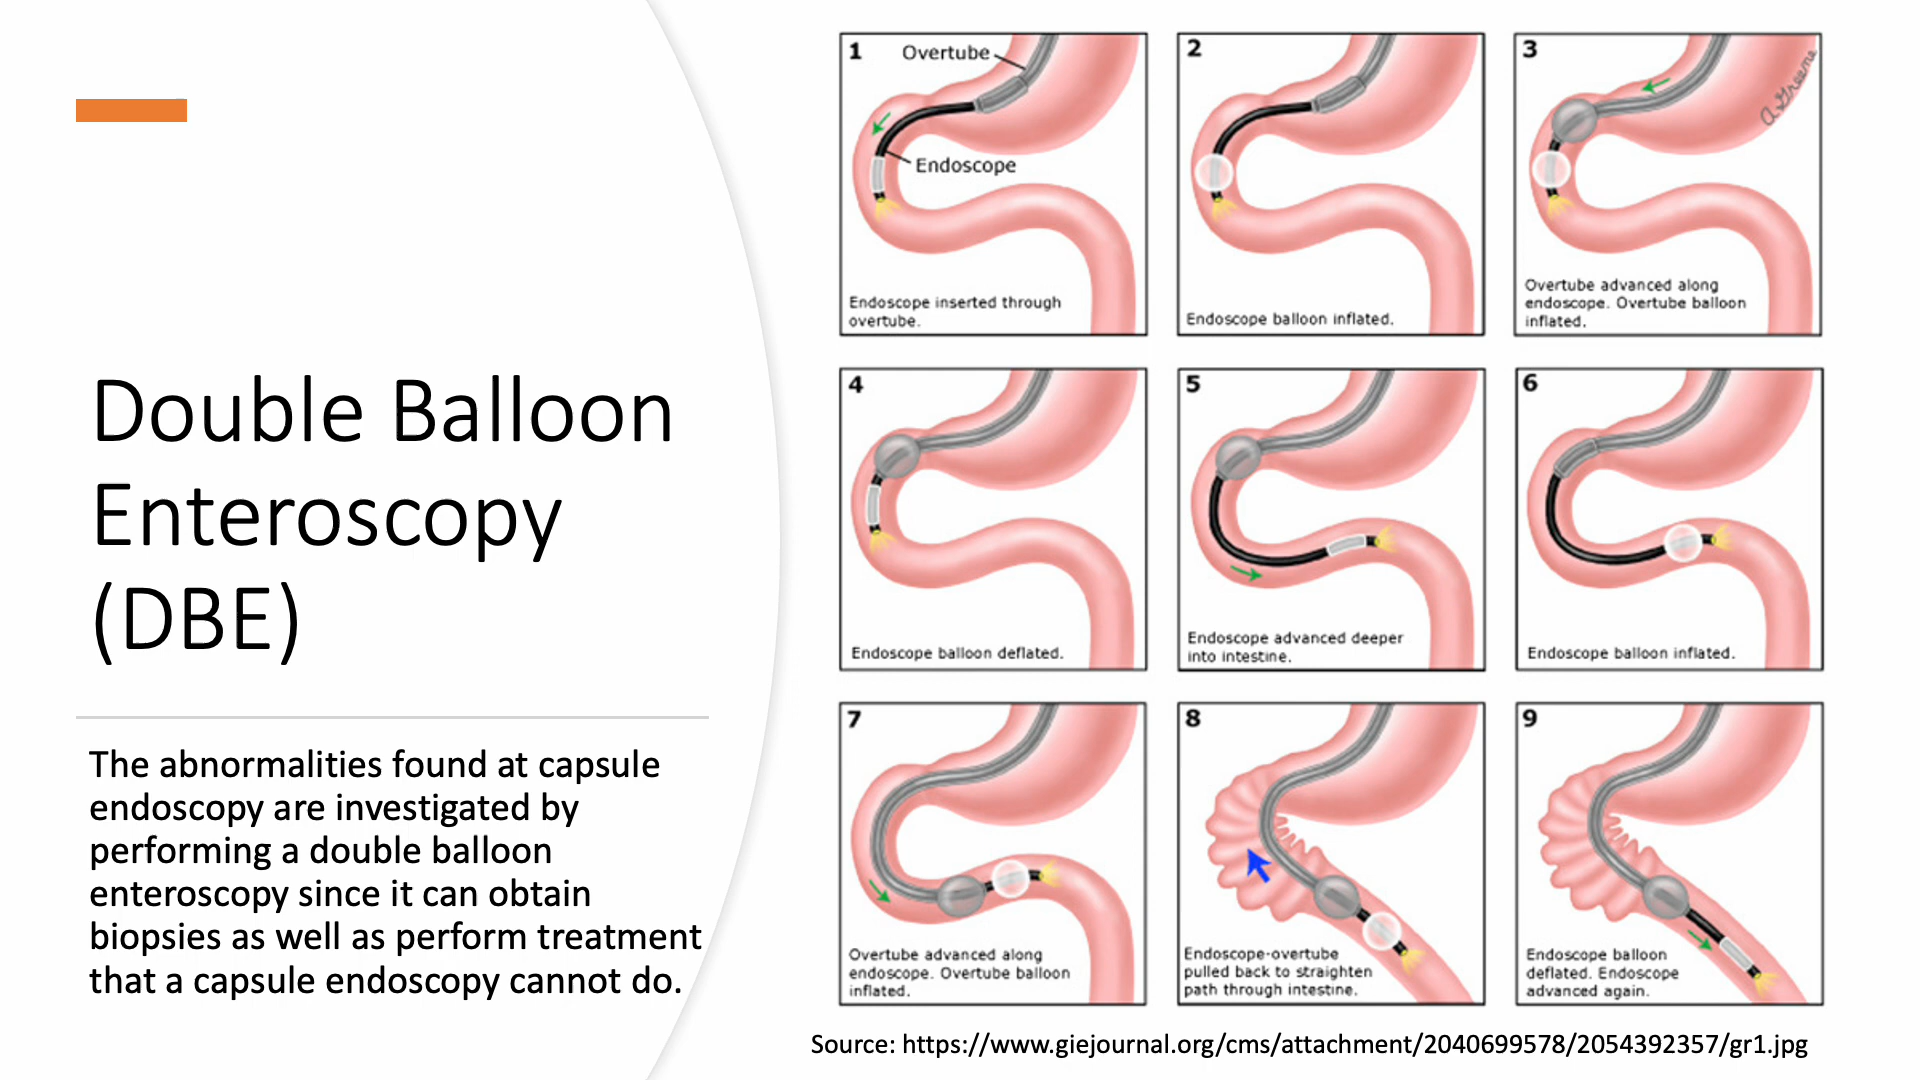 Double Balloon
Enteroscopy
(DBE)
The abnormalities found at capsule
endoscopy are investigated by
performing a double balloon
enteroscopy since it can obtain
biopsies as well as perform treatment
that a capsule endoscopy cannot do.
1
Overtube
Endoscope
Endoscope inserted through
overtube.
2
Endoscope balloon inflated.
3
A Greene
Overtube advanced along
endoscope. Overtube balloon
inflated.
4
Endoscope balloon deflated.
5
Endoscope advanced deeper
into intestine.
6
Endoscope balloon inflated.
7
Overtube advanced along
endoscope. Overtube balloon
inflated.
8
Endoscope-overtube
pulled back to straighten
path through intestine.
9
Endoscope balloon
deflated. Endoscope
advanced again.
Source: https://www.giejournal.org/cms/attachment/2040699578/2054392357/gr1.jpg